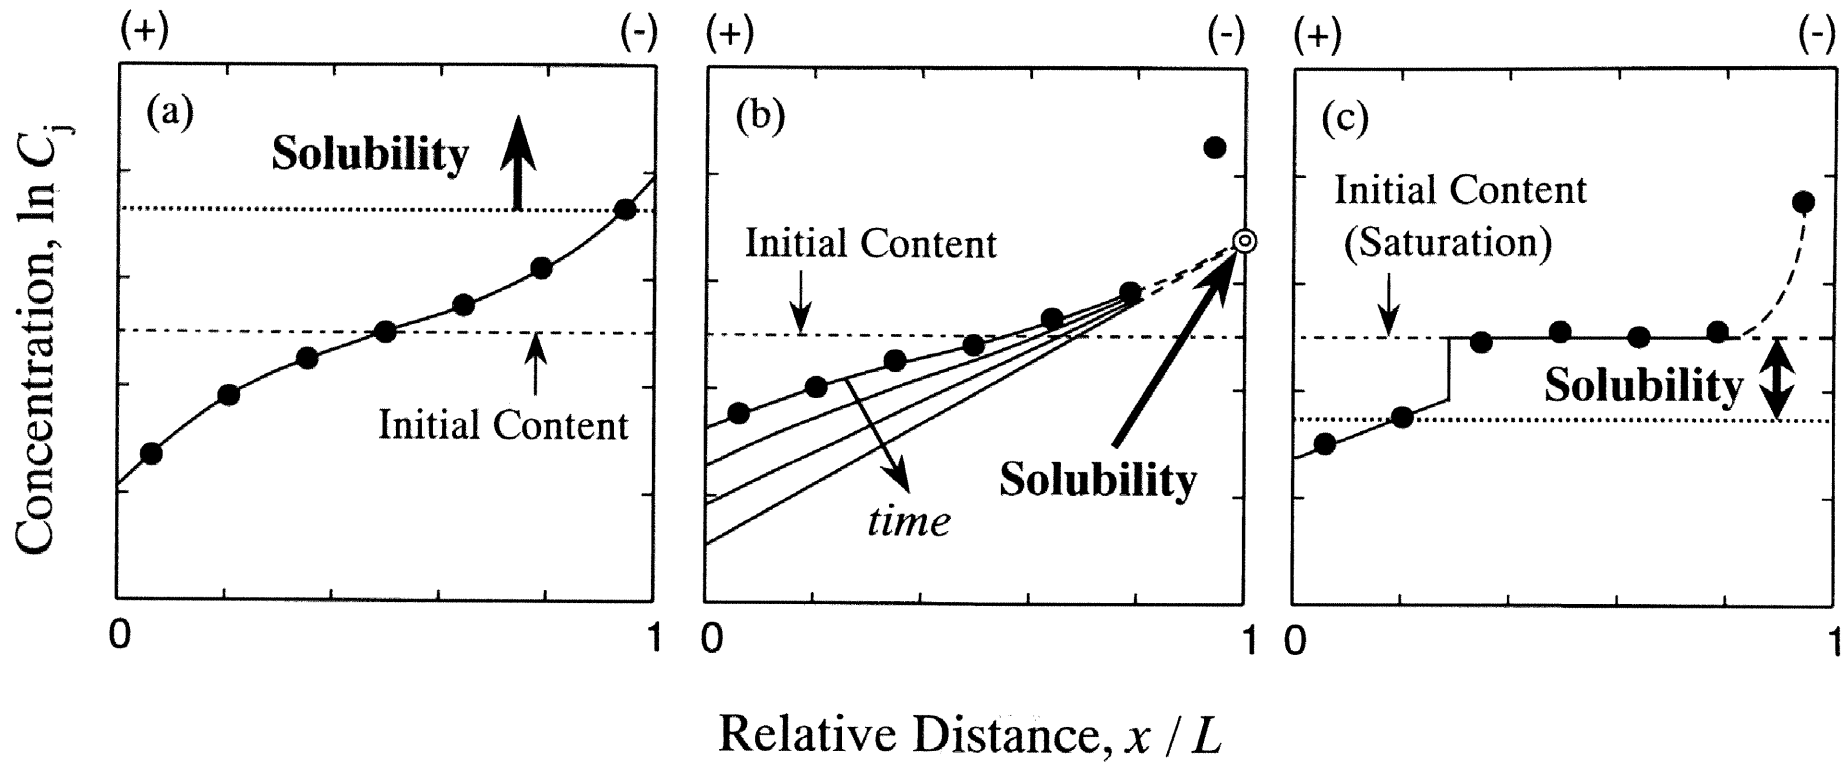 (+) (-) (+) (-) (+) (-)
(a)
Solubility
Initial Content
(b)
Initial Content
Solubility
time
(c)
Initial Content
(Saturation)
Solubility
Concentration, ln Cj
0 1 0 1 0 1
Relative Distance, x / L